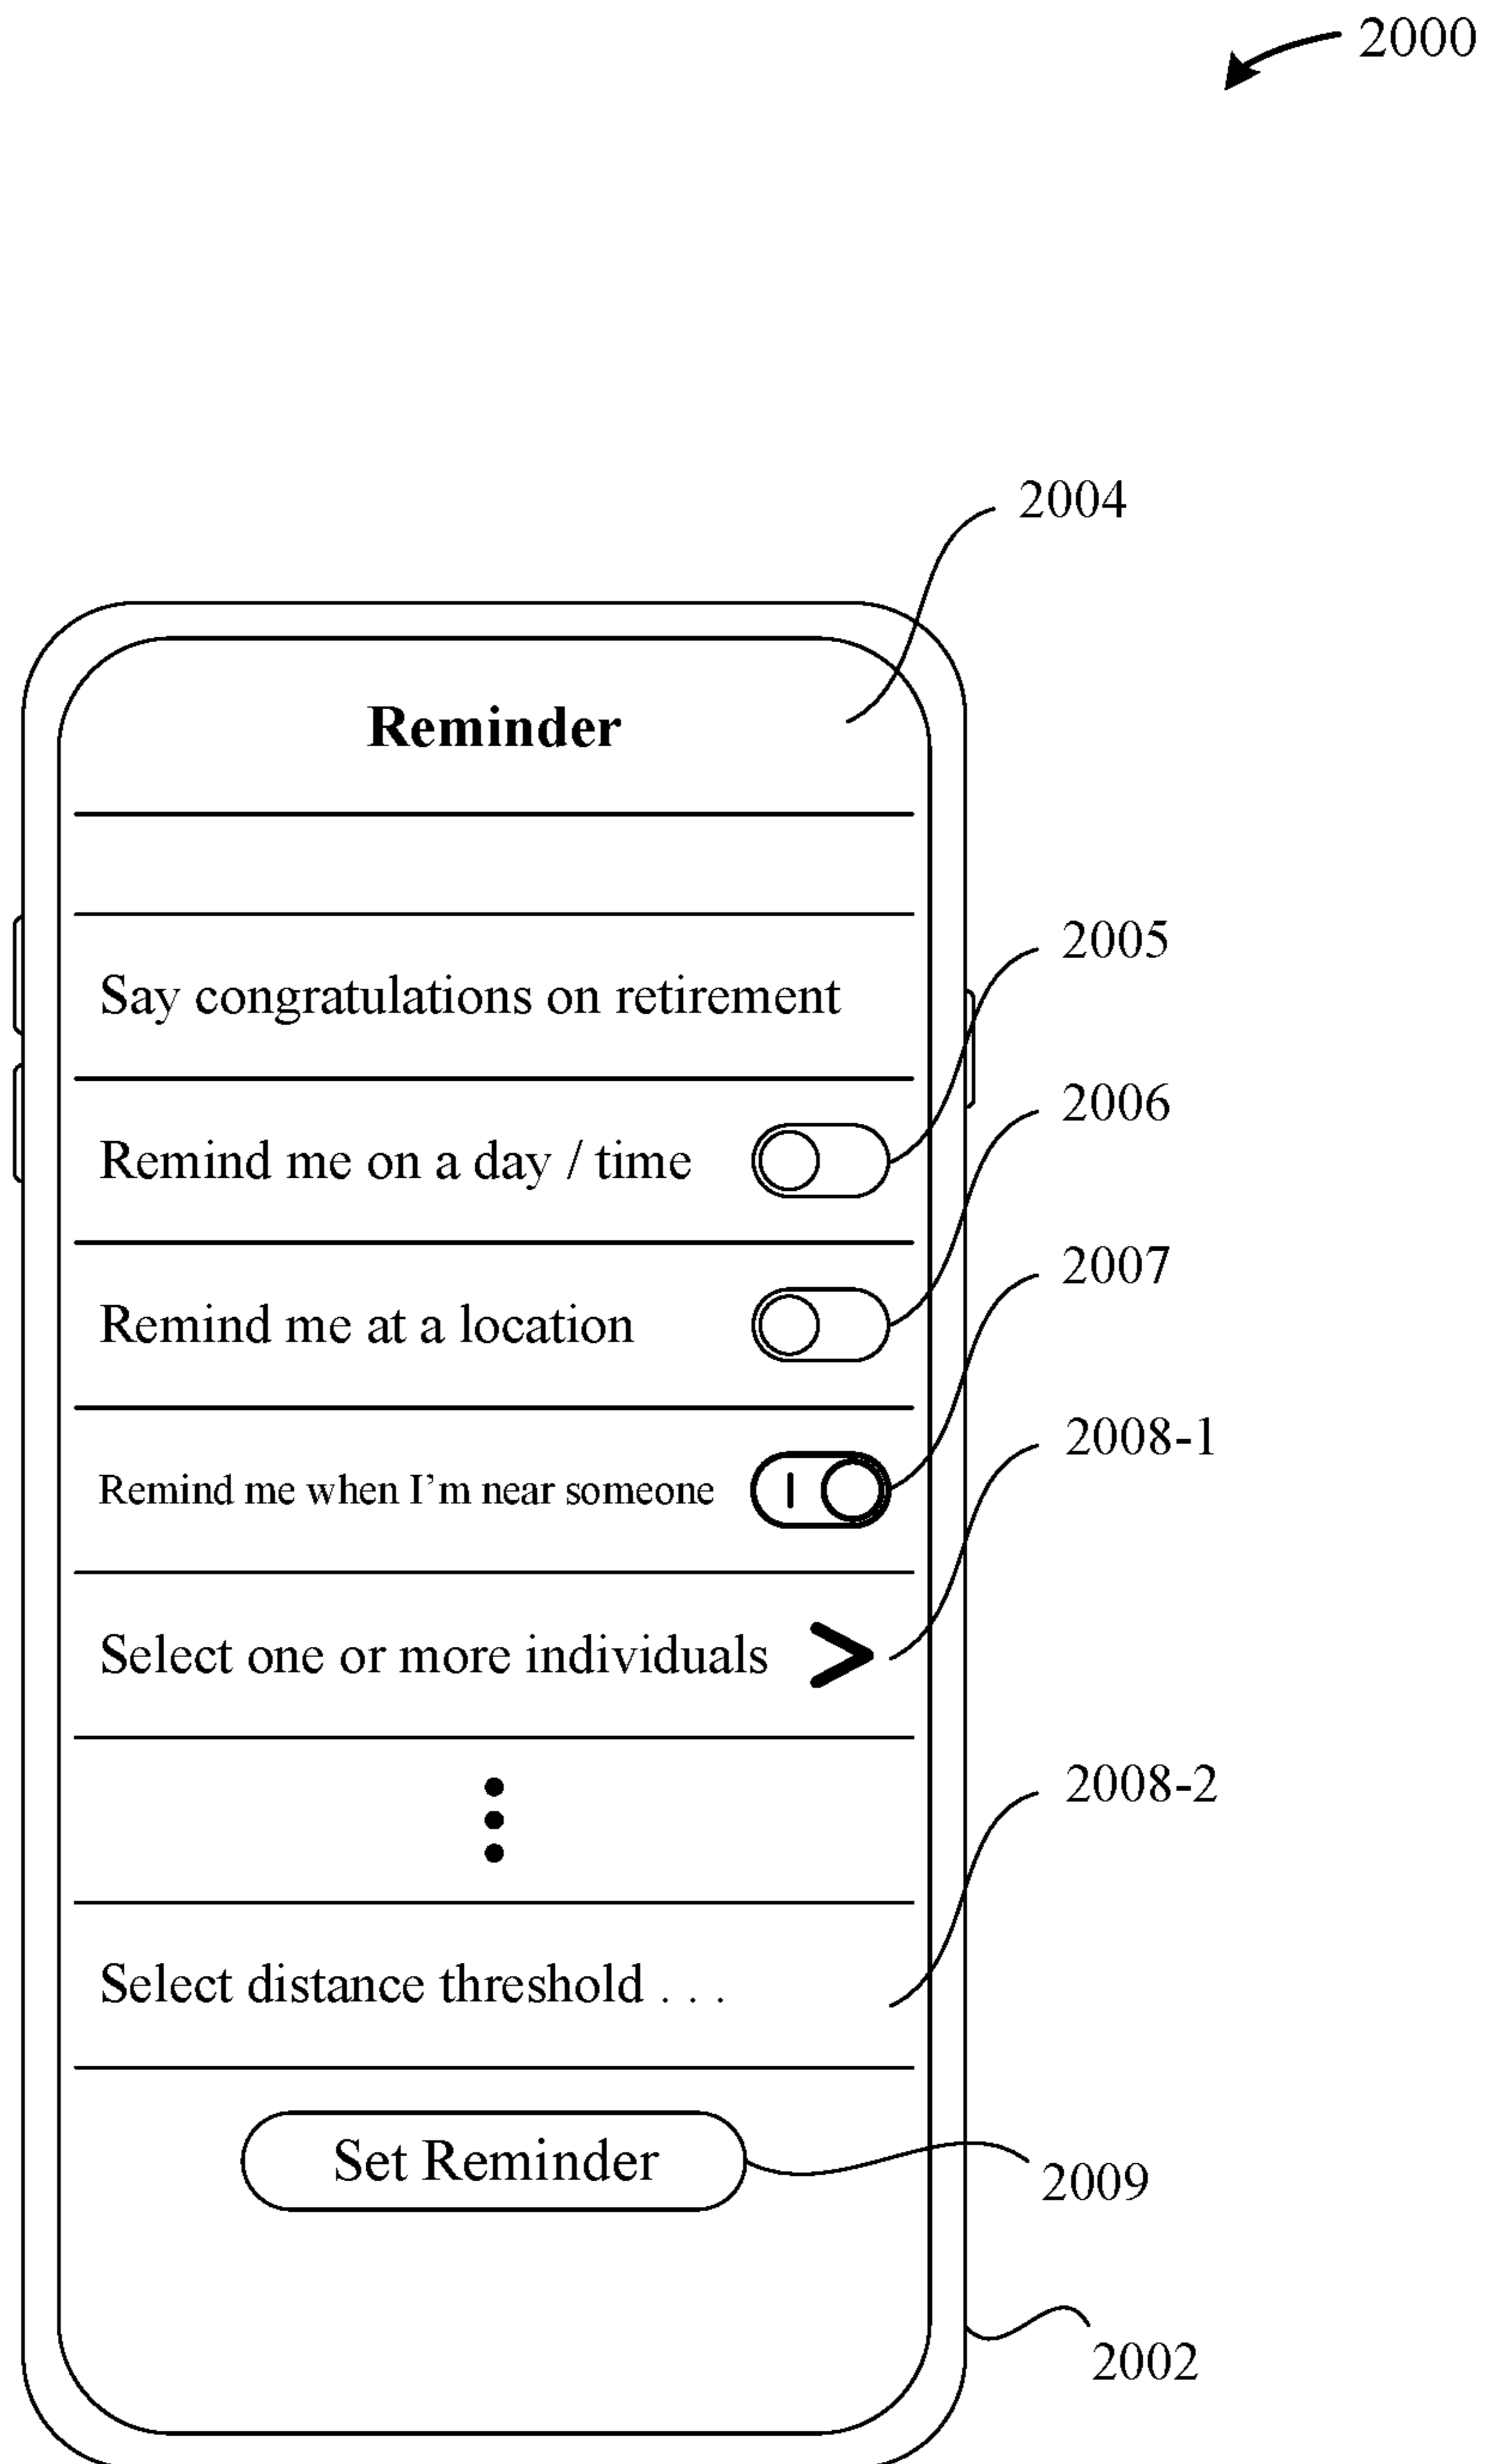 2000
2004
Reminder
2005
Say congratulations on retirement
2006
Remind me on a day / time
2007
Remind me at a location
2008-1
Remind me when I'm near someone
Select one or more individuals
2008-2
Select distance threshold . . .
Set Reminder
2009
2002